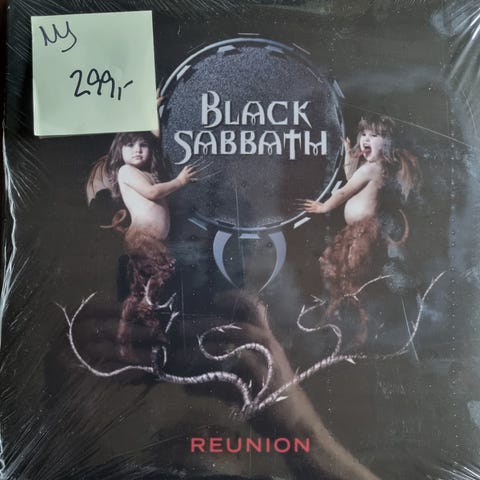 Ny
299,-
BLACK
SABBATH
REUNION